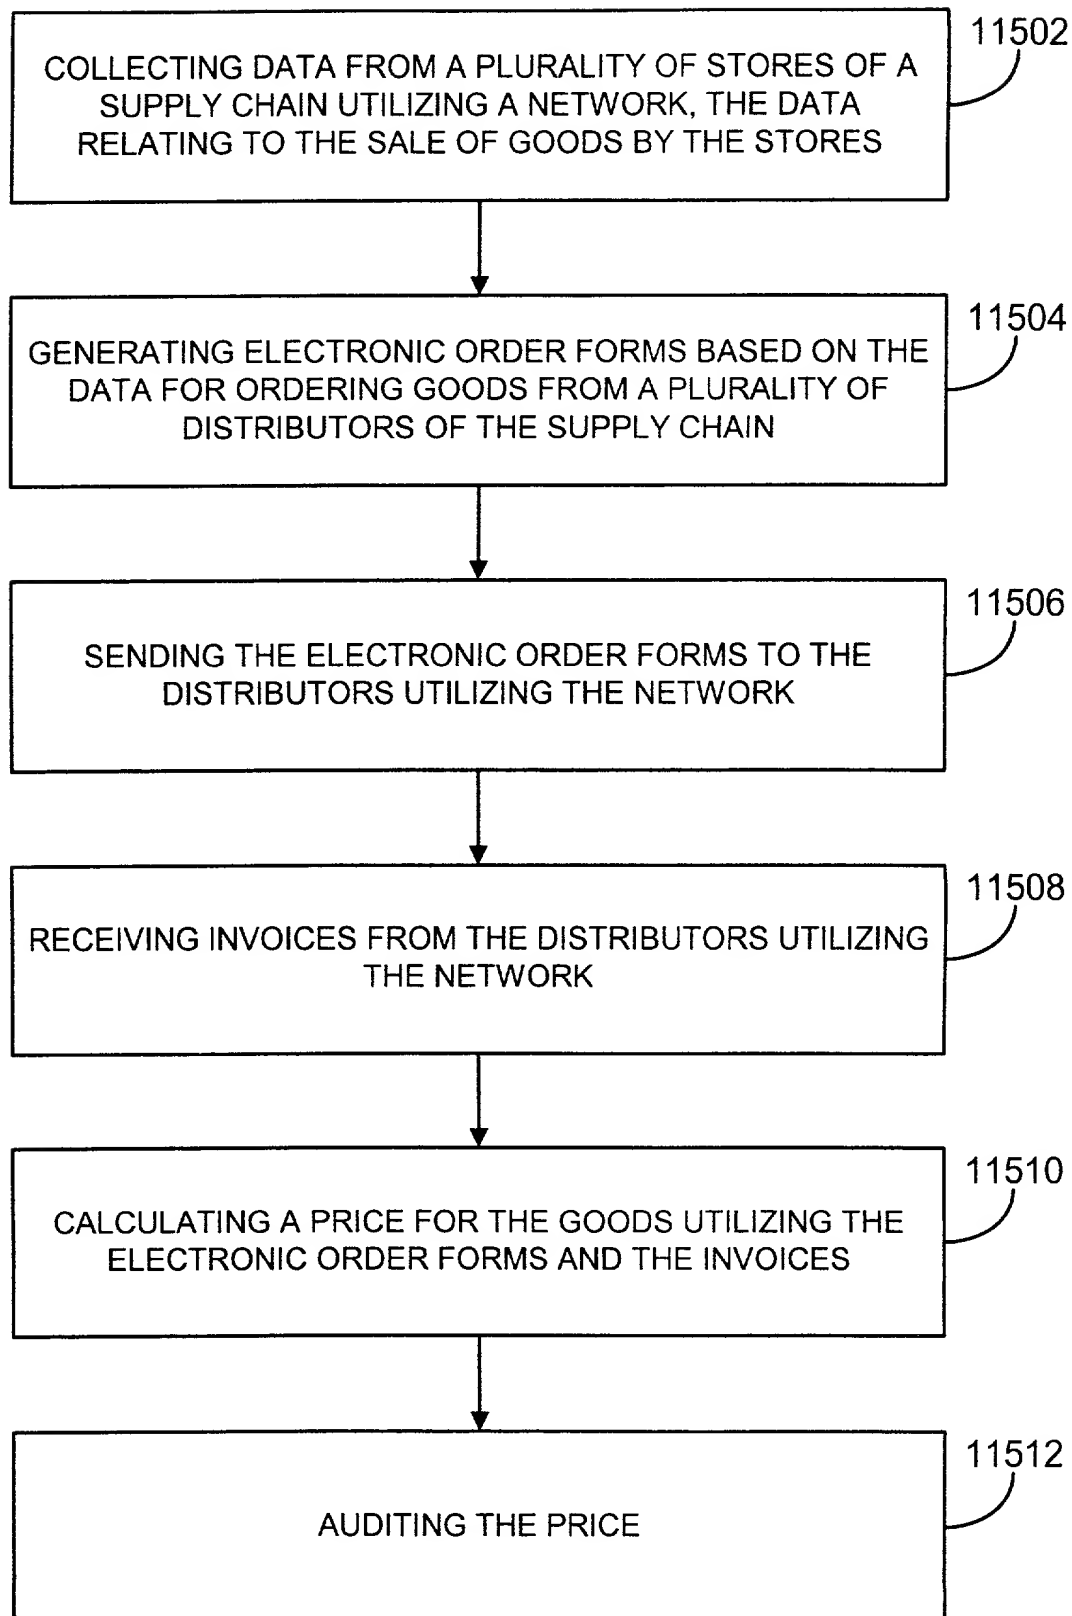 11502
COLLECTING DATA FROM A PLURALITY OF STORES OF A
SUPPLY CHAIN UTILIZING A NETWORK, THE DATA
RELATING TO THE SALE OF GOODS BY THE STORES
11504
GENERATING ELECTRONIC ORDER FORMS BASED ON THE
DATA FOR ORDERING GOODS FROM A PLURALITY OF
DISTRIBUTORS OF THE SUPPLY CHAIN
11506
SENDING THE ELECTRONIC ORDER FORMS TO THE
DISTRIBUTORS UTILIZING THE NETWORK
11508
RECEIVING INVOICES FROM THE DISTRIBUTORS UTILIZING
THE NETWORK
11510
CALCULATING A PRICE FOR THE GOODS UTILIZING THE
ELECTRONIC ORDER FORMS AND THE INVOICES
11512
AUDITING THE PRICE